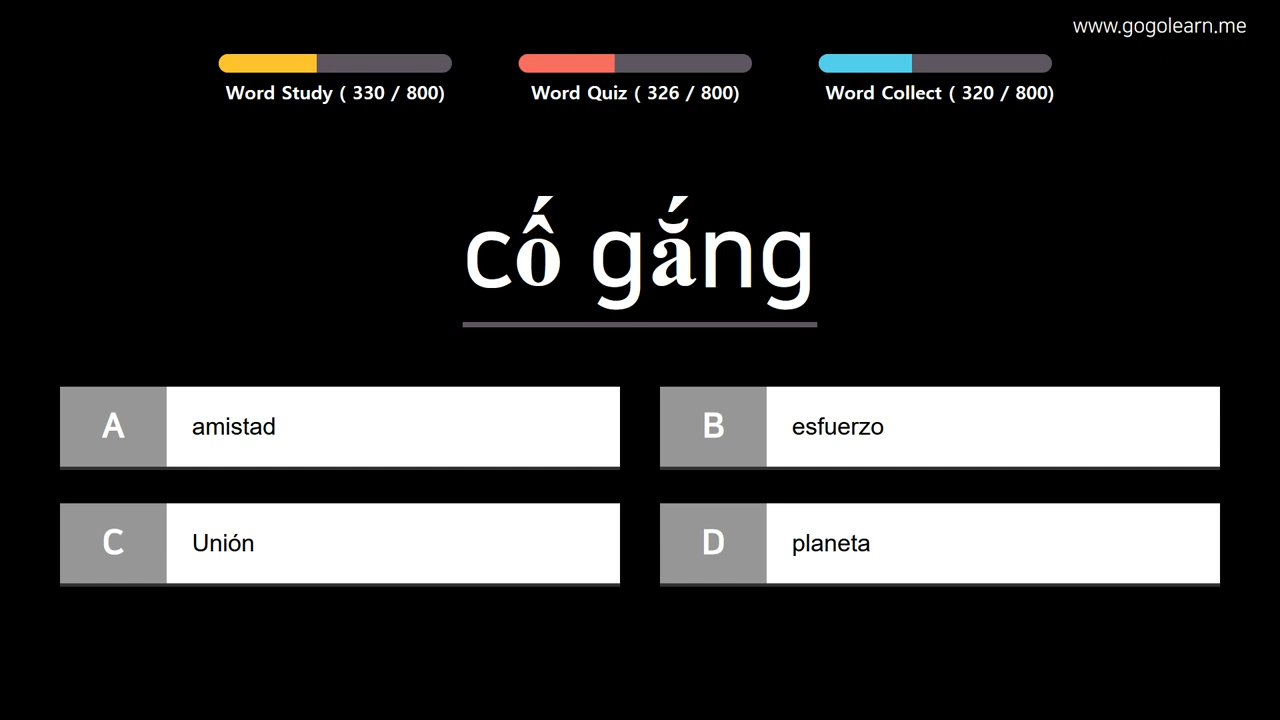 www.gogolearn.me
Word Study ( 330 / 800)
Word Quiz ( 326 / 800)
Word Collect ( 320 / 800)
cố gắng
A
amistad
B
esfuerzo
C
Unión
D
planeta